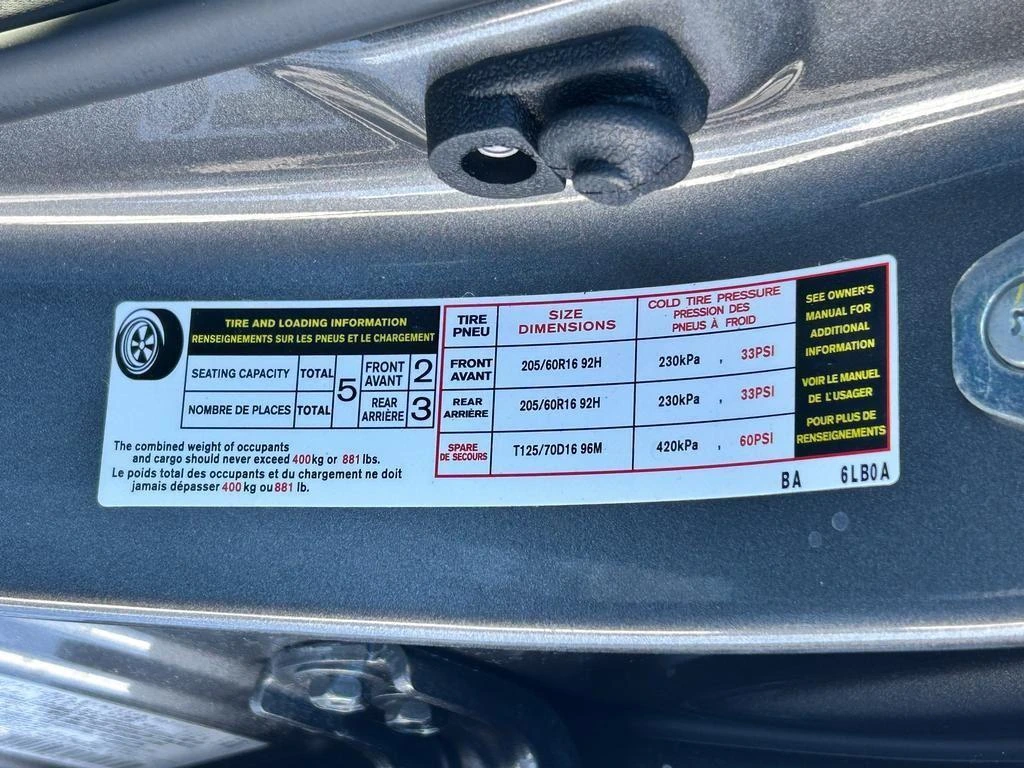 TIRE AND LOADING INFORMATION
RENSEIGNEMENTS SUR LES PNEUS ET LE CHARGEMENT
SEATING CAPACITY TOTAL 5 FRONT AVANT 2
NOMBRE DE PLACES TOTAL REAR ARRIÈRE 3
The combined weight of occupants
and cargo should never exceed 400 kg or 881 lbs.
Le poids total des occupants et du chargement ne doit
jamais dépasser 400 kg ou 881 lb.
TIRE PNEU SIZE DIMENSIONS COLD TIRE PRESSURE PRESSION DES PNEUS À FROID
FRONT AVANT 205/60R16 92H 230kPa , 33PSI
REAR ARRIÈRE 205/60R16 92H 230kPa , 33PSI
SPARE DE SECOURS T125/70D16 96M 420kPa , 60PSI
SEE OWNER'S
MANUAL FOR
ADDITIONAL
INFORMATION
VOIR LE MANUEL
DE L'USAGER
POUR PLUS DE
RENSEIGNEMENTS
BA 6LB0A